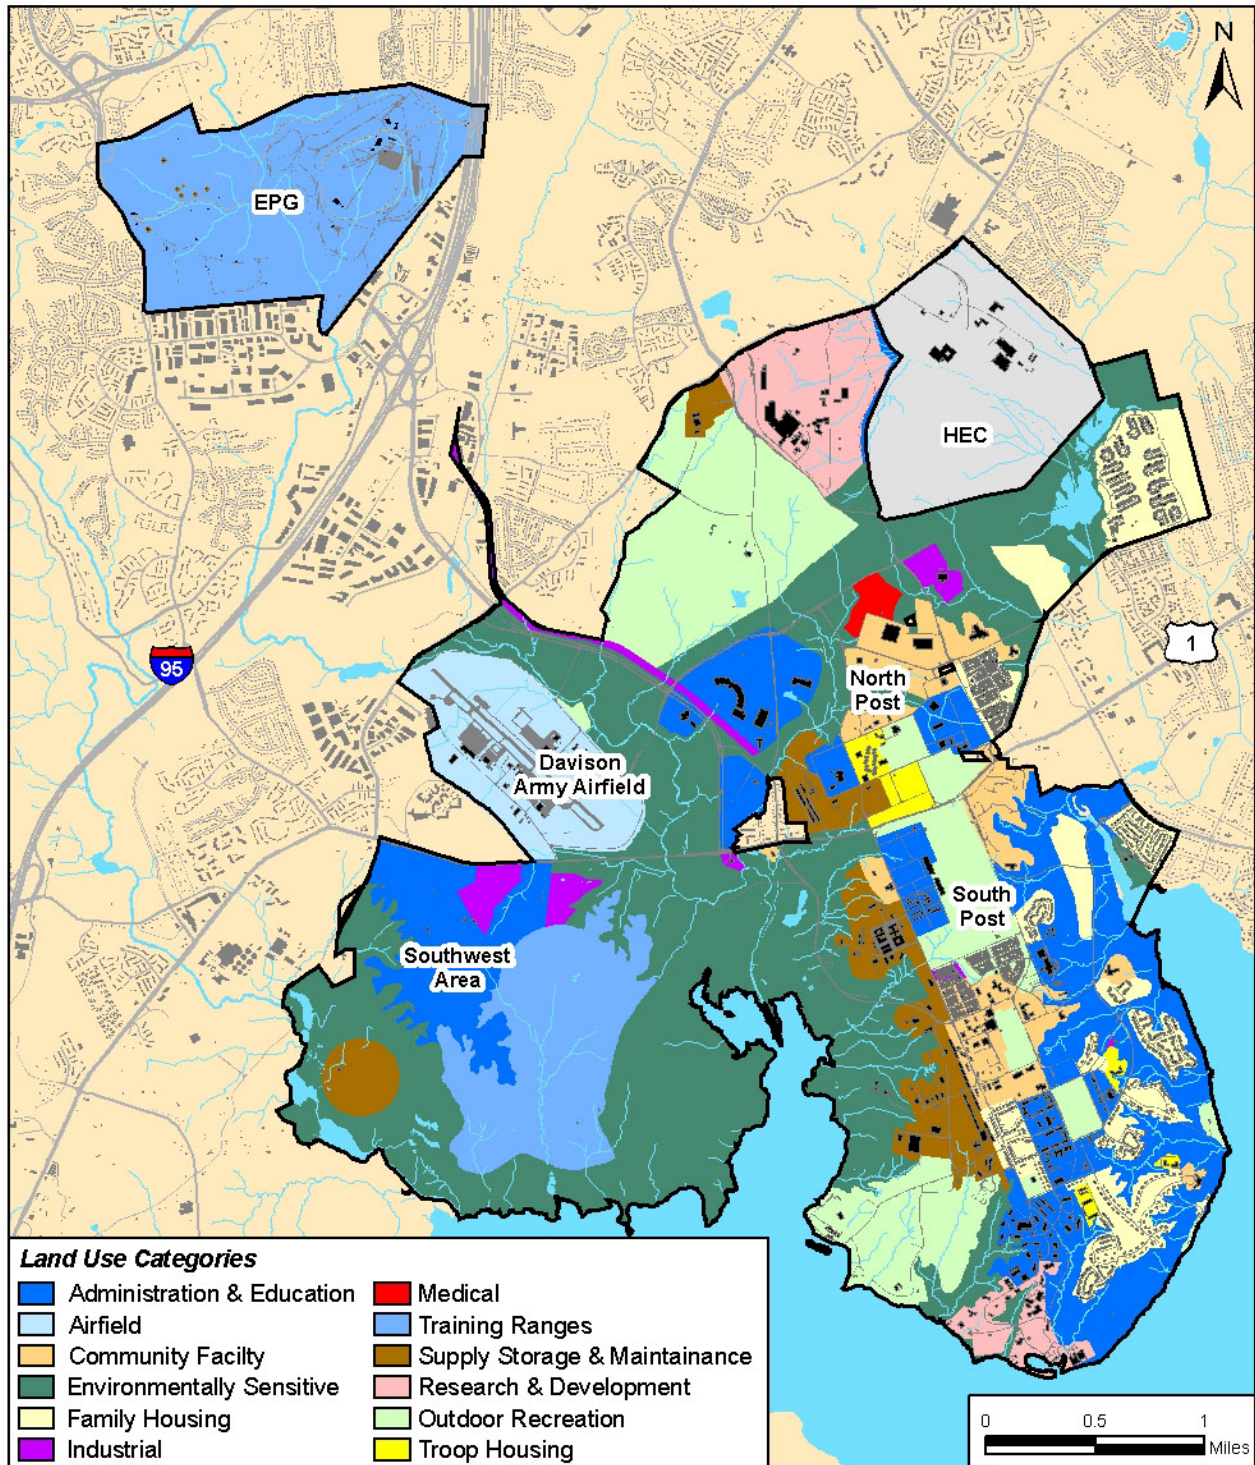 N
EPG
HEC
1
95
North
Post
Davison
Army Airfield
South
Post
Southwest
Area
Land Use Categories
Administration & Education
Airfield
Community Facilty
Environmentally Sensitive
Family Housing
Industrial
Medical
Training Ranges
Supply Storage & Maintainance
Research & Development
Outdoor Recreation
Troop Housing
0 0.5 1
Miles